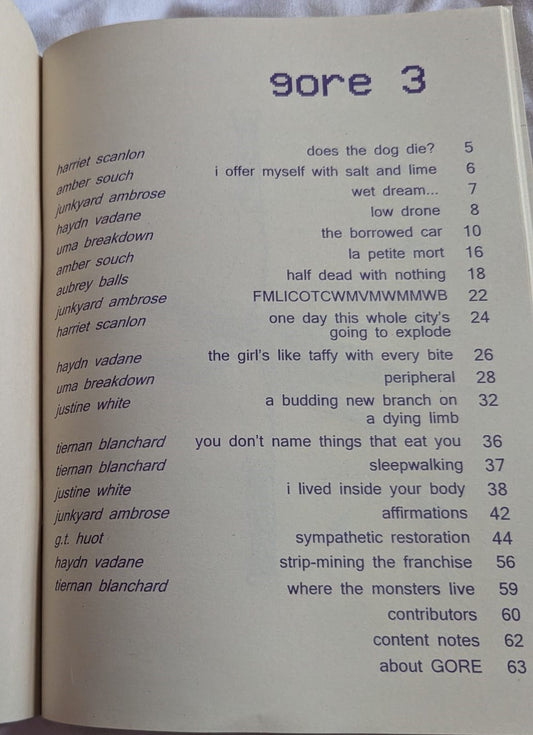 gore 3
harriet scanlon does the dog die? 5
amber souch i offer myself with salt and lime 6
junkyard ambrose wet dream... 7
haydn vadane low drone 8
uma breakdown the borrowed car 10
amber souch la petite mort 16
aubrey balls half dead with nothing 18
junkyard ambrose FMLICOTCWMVMWMMWB 22
harriet scanlon one day this whole city's 24
going to explode
haydn vadane the girl's like taffy with every bite 26
uma breakdown peripheral 28
justine white a budding new branch on 32
a dying limb
tiernan blanchard you don't name things that eat you 36
tiernan blanchard sleepwalking 37
justine white i lived inside your body 38
junkyard ambrose affirmations 42
g.t. huot sympathetic restoration 44
haydn vadane strip-mining the franchise 56
tiernan blanchard where the monsters live 59
contributors 60
content notes 62
about GORE 63